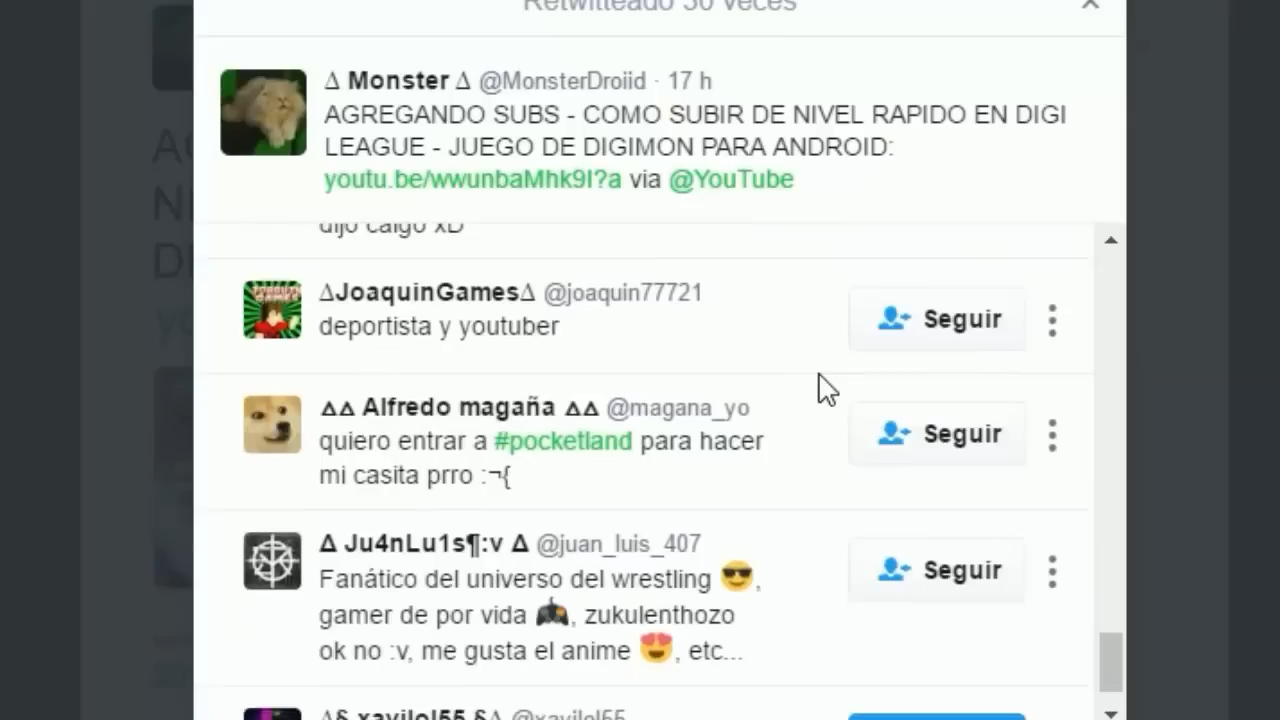 Retwitteado 30 veces
Δ Monster Δ @MonsterDroiid · 17 h
AGREGANDO SUBS - COMO SUBIR DE NIVEL RAPIDO EN DIGI
LEAGUE - JUEGO DE DIGIMON PARA ANDROID:
youtu.be/wwunbaMhk9I?a via @YouTube
dijo caigo xD
ΔJoaquinGamesΔ @joaquin77721
deportista y youtuber
Seguir
ΔΔ Alfredo magaña ΔΔ @magana_yo
quiero entrar a #pocketland para hacer
mi casita prro :¬{
Seguir
Δ Ju4nLu1s¶:v Δ @juan_luis_407
Fanático del universo del wrestling 😎,
gamer de por vida 🎮, zukulenthozo
ok no :v, me gusta el anime 😍, etc...
Seguir
Δ§ xavilol55 §Δ @xavilol55